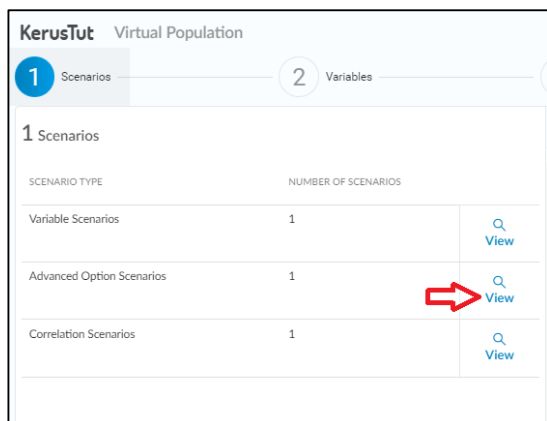 KerusTut Virtual Population
1 Scenarios 2 Variables
1 Scenarios
SCENARIO TYPE NUMBER OF SCENARIOS
Variable Scenarios 1 View
Advanced Option Scenarios 1 View
Correlation Scenarios 1 View